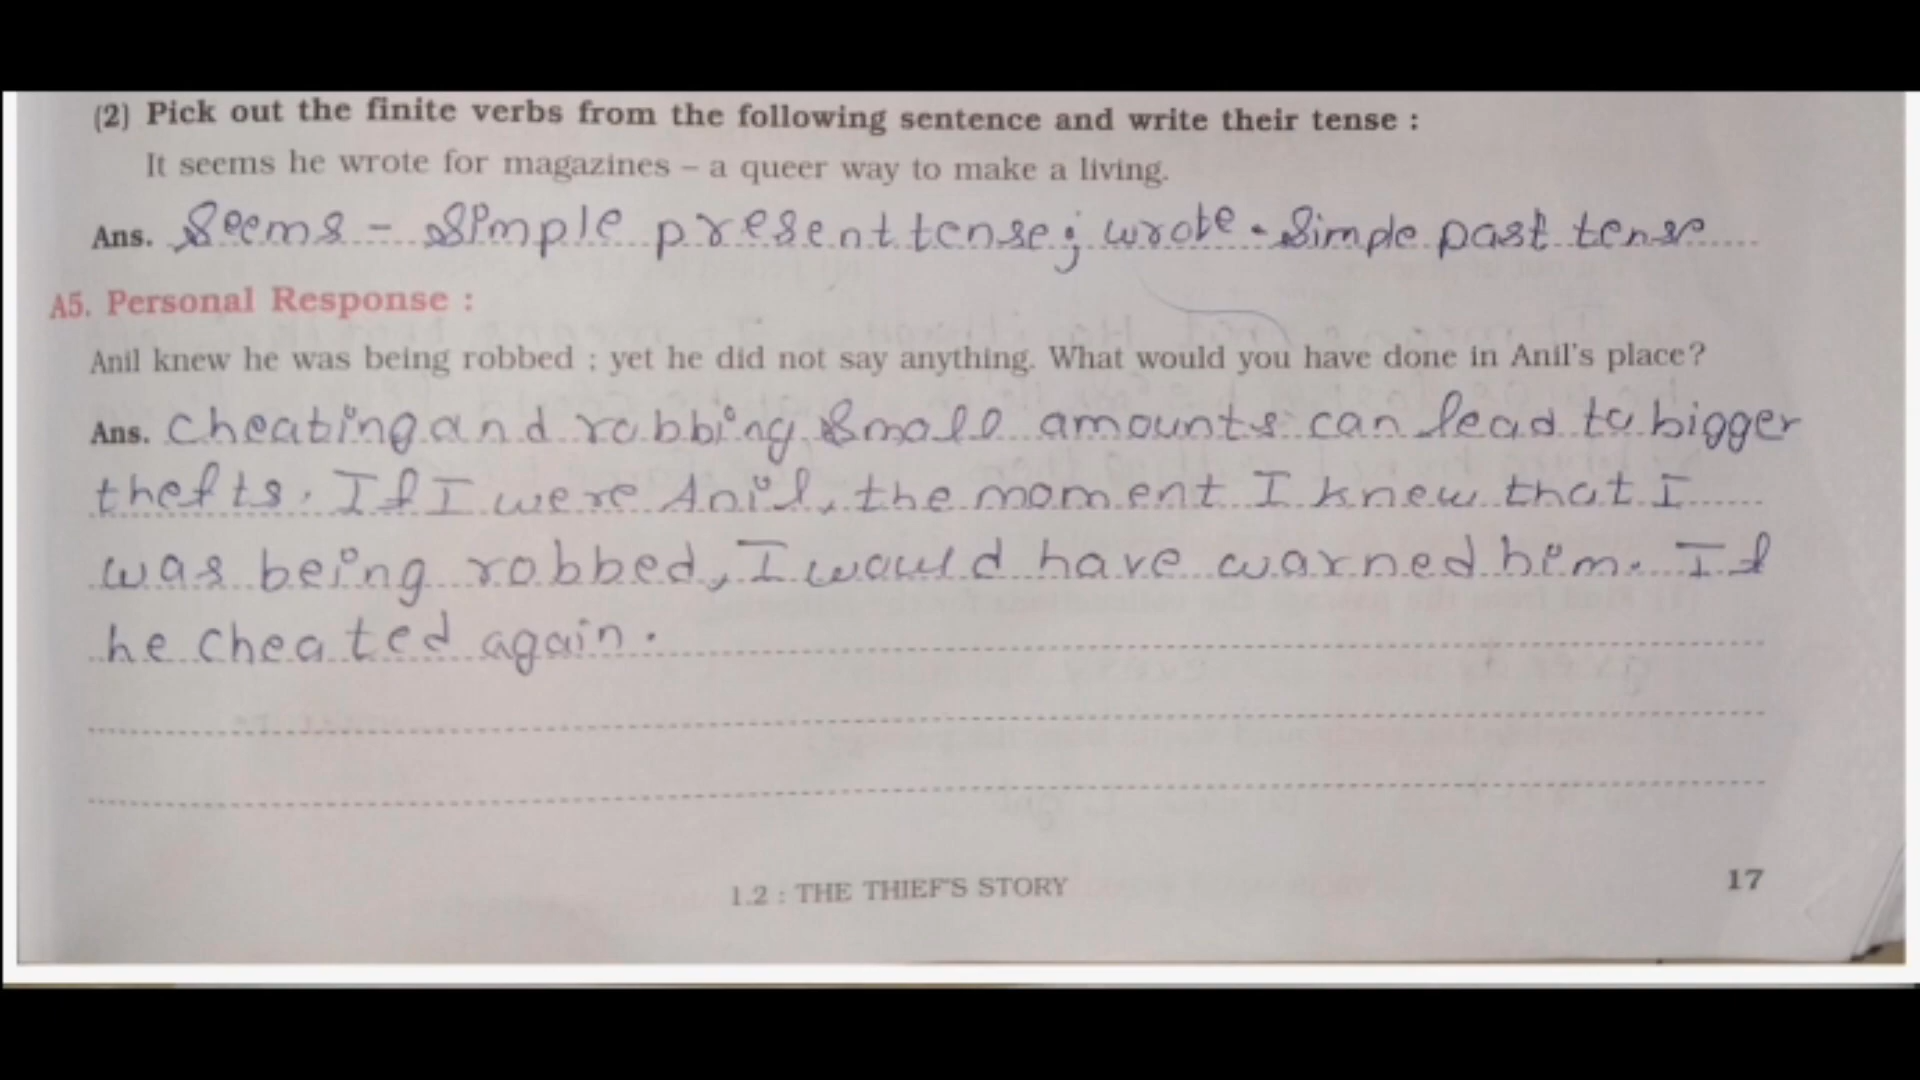 (2) Pick out the finite verbs from the following sentence and write their tense :
It seems he wrote for magazines – a queer way to make a living.
Ans. Seems - Simple present tense; wrote - Simple past tense
A5. Personal Response :
Anil knew he was being robbed ; yet he did not say anything. What would you have done in Anil's place?
Ans. Cheating and robbing Small amounts can lead to bigger
thefts. If I were Anil, the moment I knew that I
was being robbed, I would have warned him. If
he cheated again.
1.2 : THE THIEF'S STORY
17